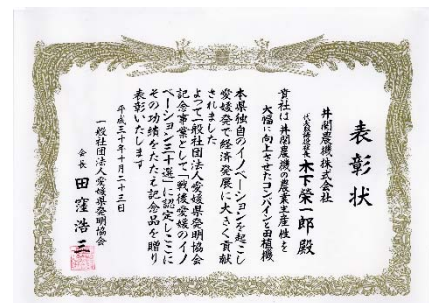 表彰状
井関農機株式会社
代表取締役社長 木下榮一郎 殿
貴社は 井関農機の農業生産性を
大幅に向上させたコンバインと田植機
本県独自のイノベーションを起こし
愛媛発で経済発展に大きく貢献
されました
よって一般社団法人愛媛県発明協会
記念事業として「戦後愛媛のイノ
ベーション三十選」に認定しここに
その功績をたたえ記念品を贈り
表彰いたします
平成三十年十月二十三日
一般社団法人愛媛県発明協会
会長 田窪浩三